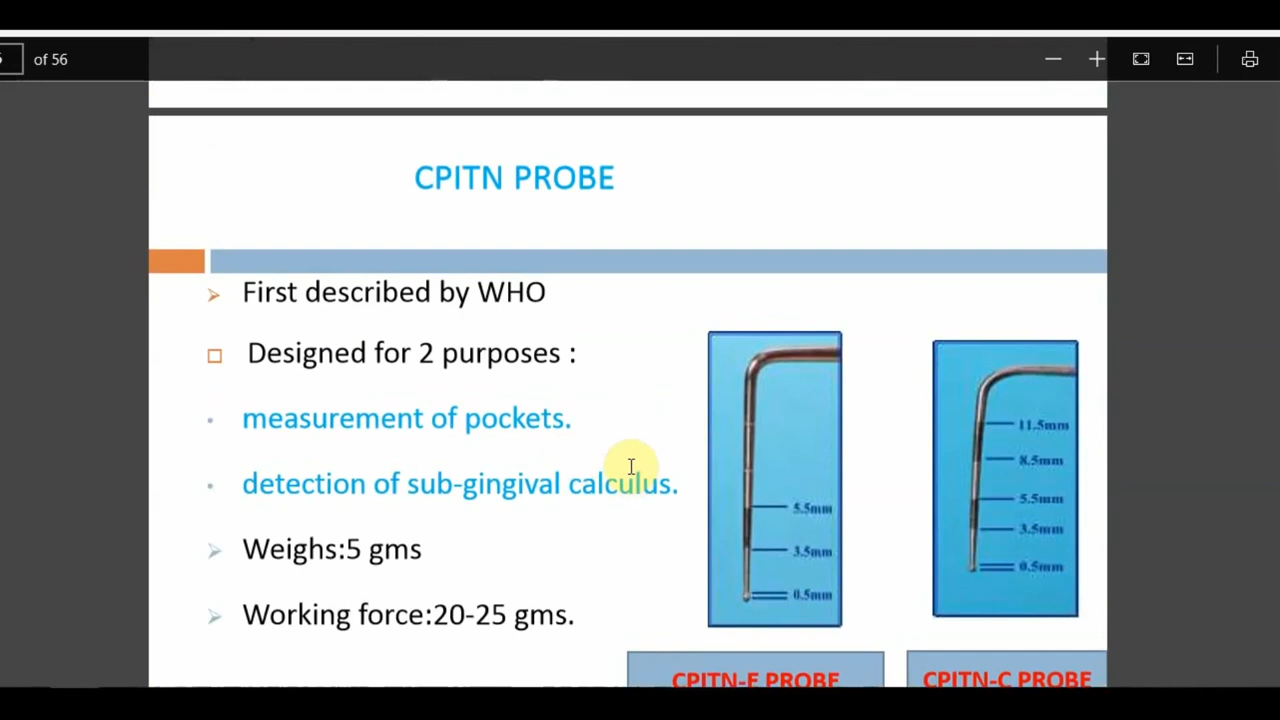 of 56
CPITN PROBE
First described by WHO
Designed for 2 purposes :
measurement of pockets.
detection of sub-gingival calculus.
Weighs:5 gms
Working force:20-25 gms.
5.5mm
3.5mm
0.5mm
11.5mm
8.5mm
5.5mm
3.5mm
0.5mm
CPITN-E PROBE
CPITN-C PROBE